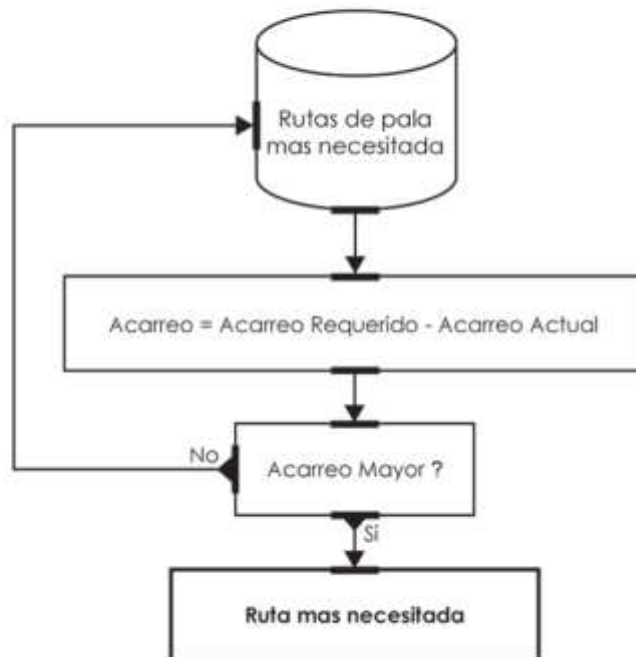 Rutas de pala
mas necesitada
Acarreo = Acarreo Requerido - Acarreo Actual
No
Acarreo Mayor ?
Si
Ruta mas necesitada